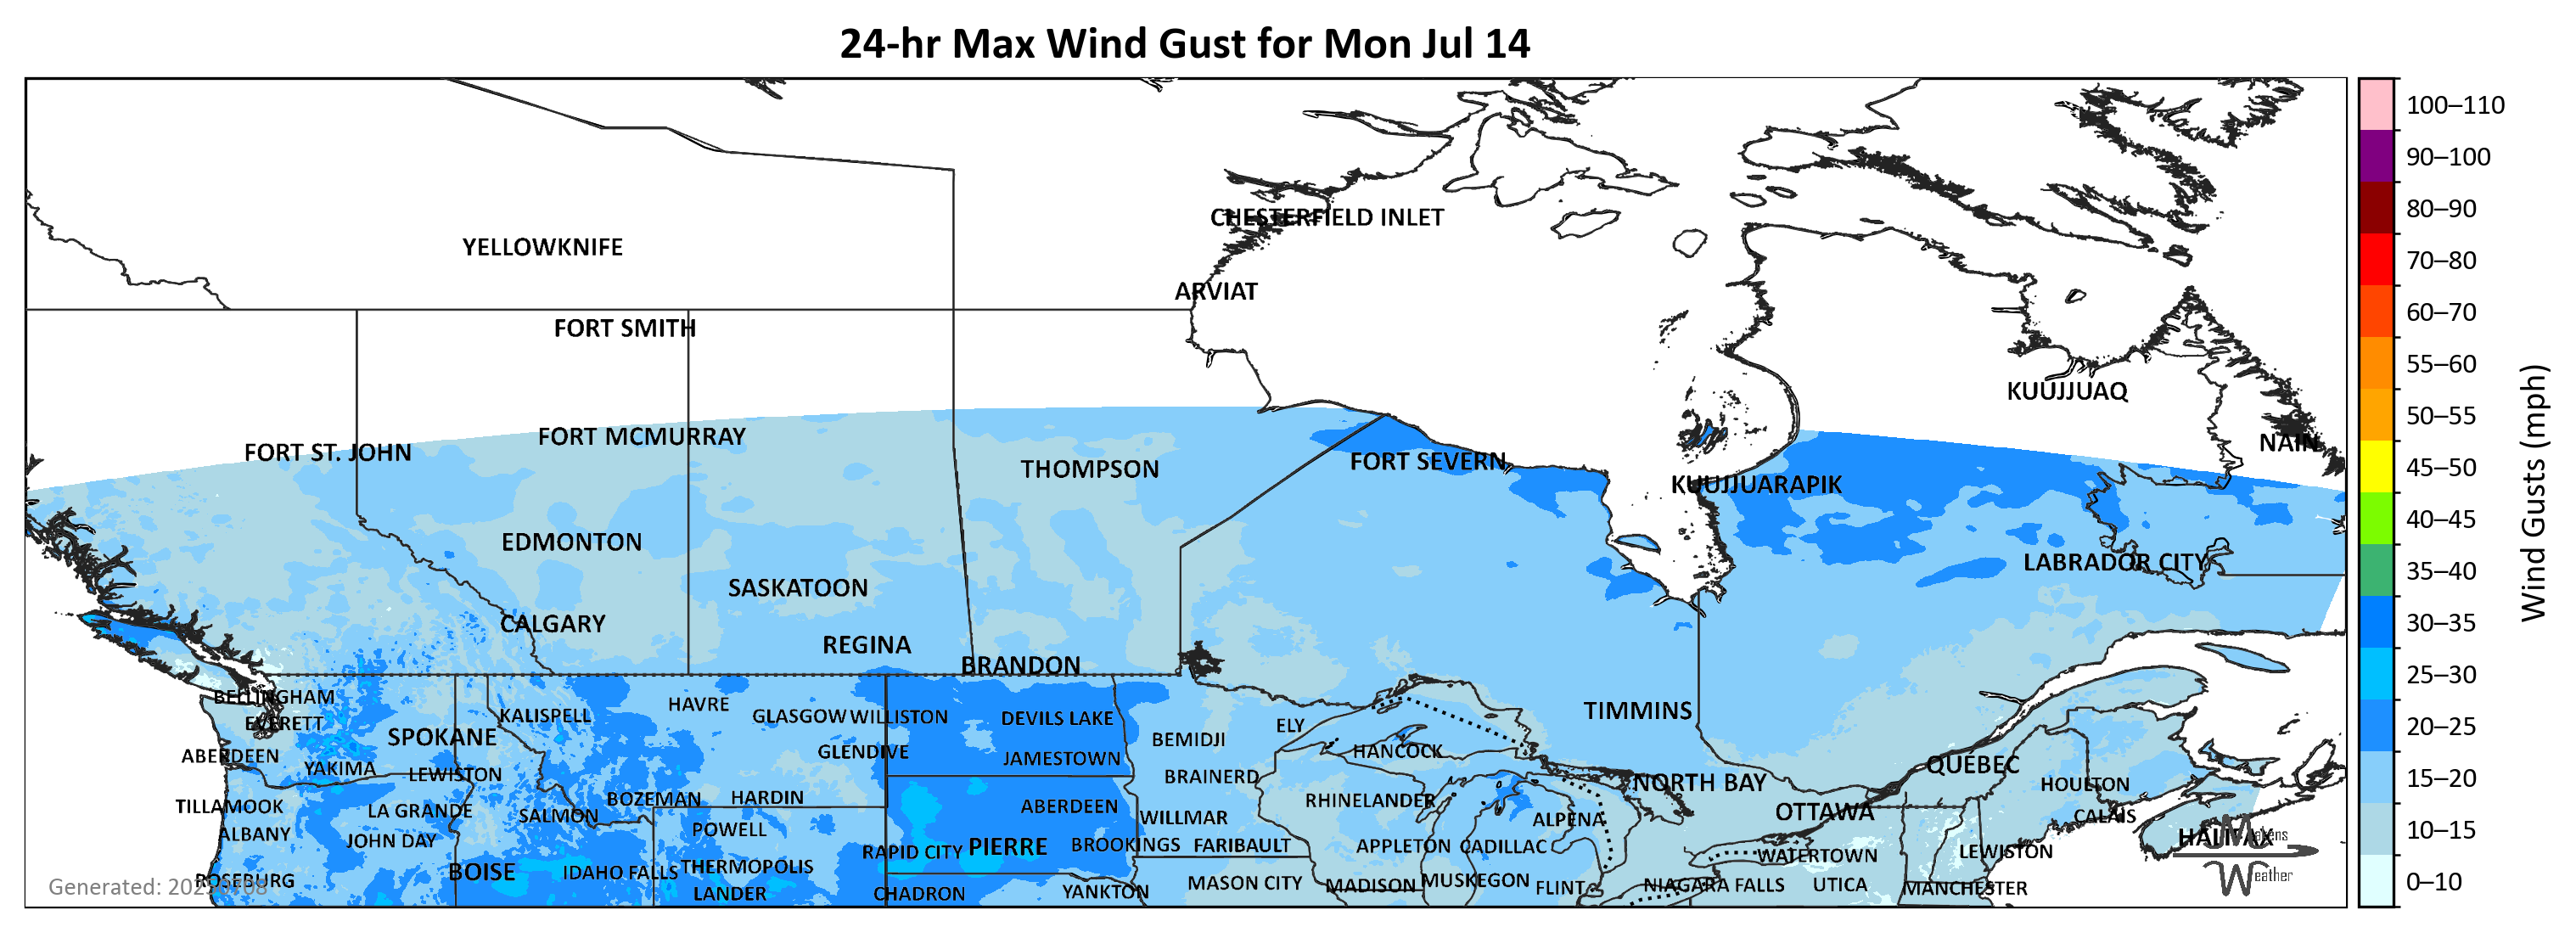 24-hr Max Wind Gust for Mon Jul 14
100–110
90–100
CHESTERFIELD INLET
80–90
YELLOWKNIFE
70–80
ARVIAT
60–70
FORT SMITH
55–60
KUUJJUAQ
50–55
FORT MCMURRAY
NAIN
FORT ST. JOHN
FORT SEVERN
45–50
THOMPSON
KUUJJUARAPIK
40–45
EDMONTON
LABRADOR CITY
35–40
SASKATOON
CALGARY
30–35
REGINA
BRANDON
25–30
Wind Gusts (mph)
BELLINGHAM
HAVRE
TIMMINS
KALISPELL
GLASGOW
WILLISTON
DEVILS LAKE
EVERETT
ELY
20–25
SPOKANE
BEMIDJI
GLENDIVE
HANCOCK
ABERDEEN
JAMESTOWN
QUÉBEC
YAKIMA
LEWISTON
BRAINERD
15–20
NORTH BAY
HOULTON
BOZEMAN
HARDIN
RHINELANDER
TILLAMOOK
LA GRANDE
ABERDEEN
OTTAWA
SALMON
WILLMAR
ALPENA
CALAIS
10–15
ALBANY
POWELL
HALIFAX
Makens
JOHN DAY
PIERRE
BROOKINGS
FARIBAULT
APPLETON
CADILLAC
RAPID CITY
WATERTOWN
LEWISTON
THERMOPOLIS
BOISE
IDAHO FALLS
Weather
ROSEBURG
MUSKEGON
0–10
MASON CITY
MADISON
FLINT
NIAGARA FALLS
UTICA
MANCHESTER
Generated:
LANDER
CHADRON
YANKTON